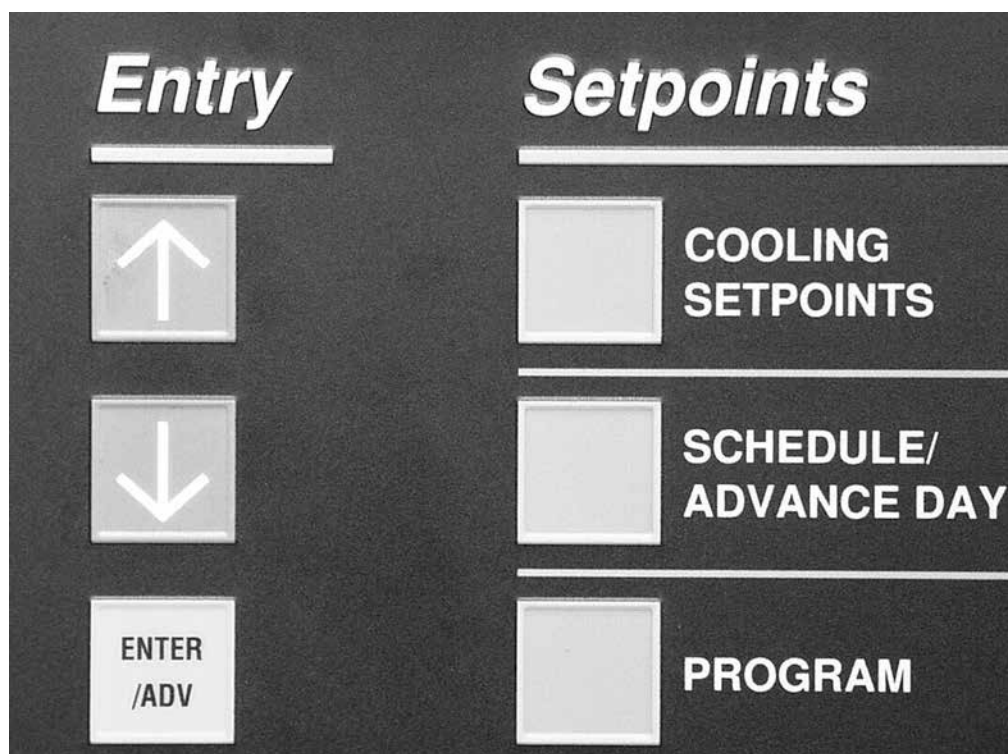 Entry
Setpoints
COOLING
SETPOINTS
SCHEDULE/
ADVANCE DAY
ENTER
/ADV
PROGRAM